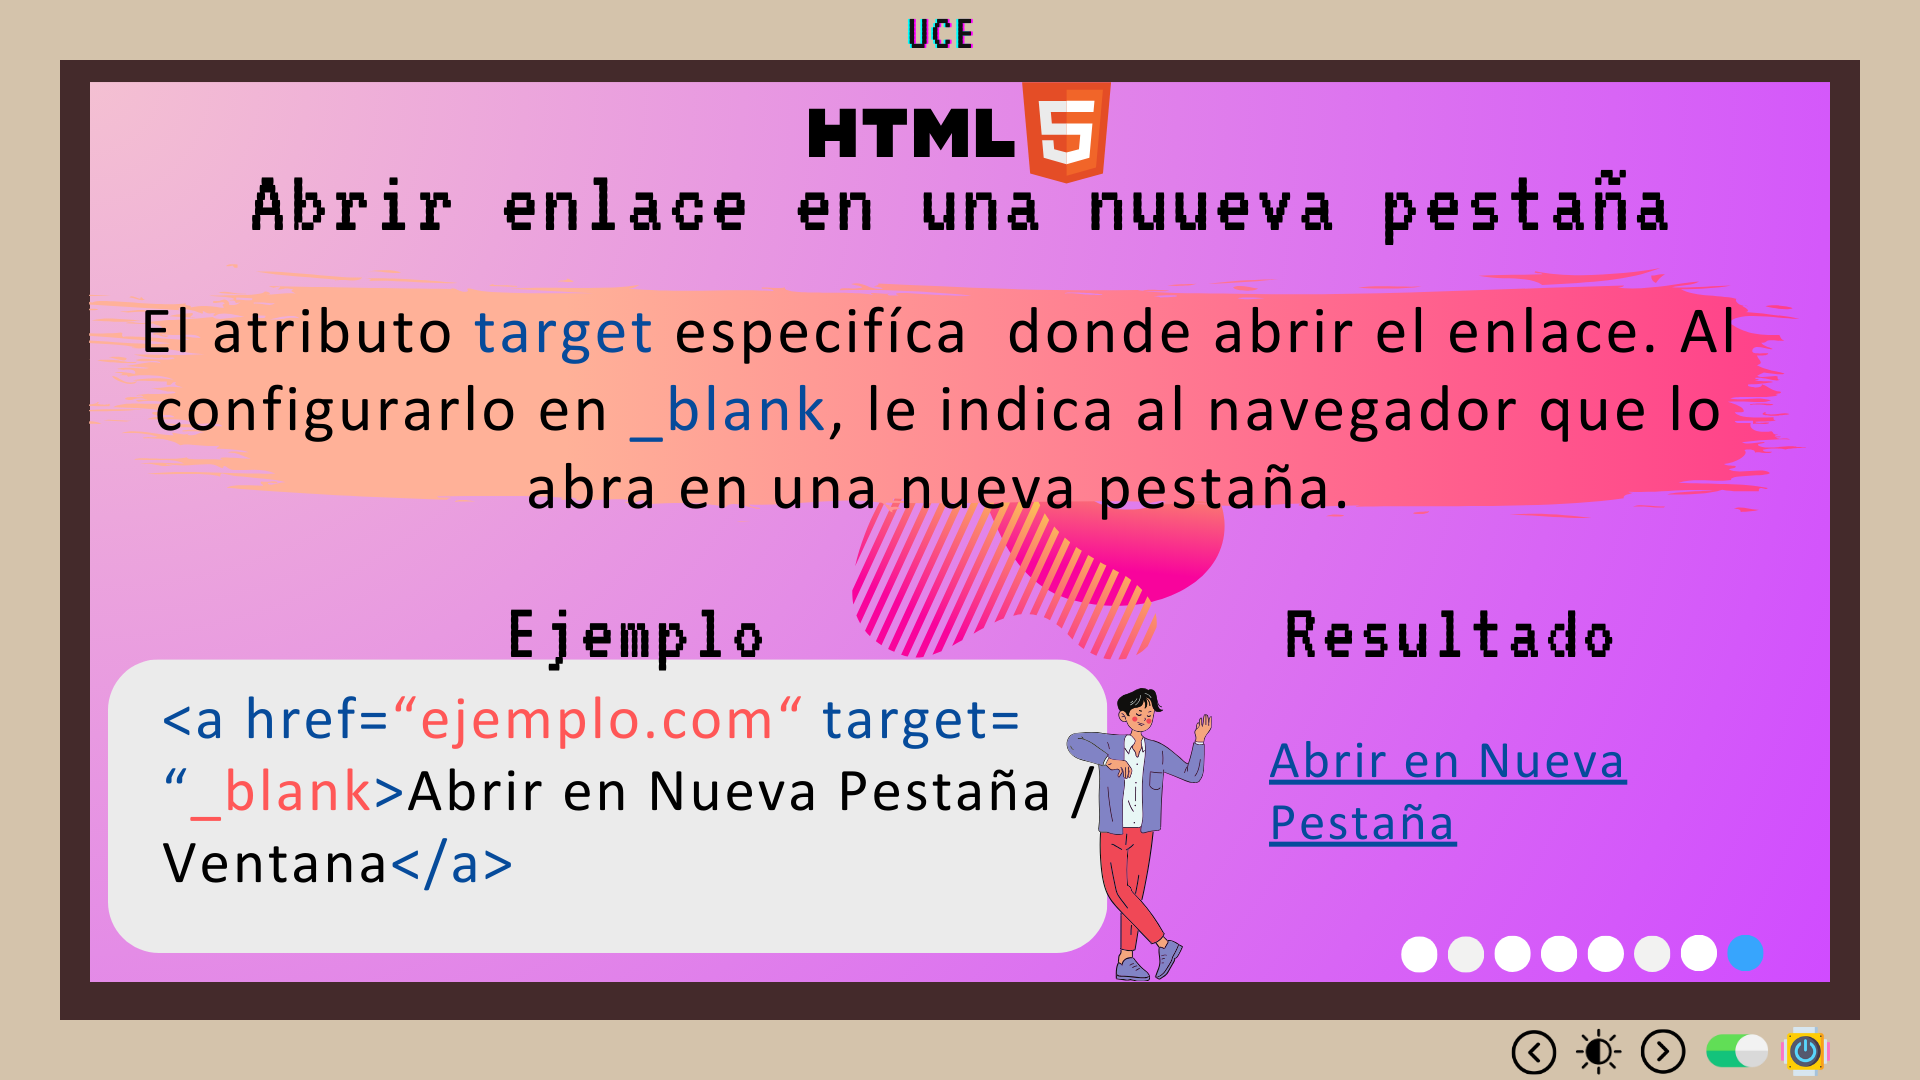 UCE
HTML 5
Abrir enlace en una nuueva pestaña
El atributo target especifíca donde abrir el enlace. Al
configurarlo en _blank, le indica al navegador que lo
abra en una nueva pestaña.
Ejemplo
<a href=“ejemplo.com“ target=
“_blank>Abrir en Nueva Pestaña /
Ventana</a>
Resultado
Abrir en Nueva
Pestaña